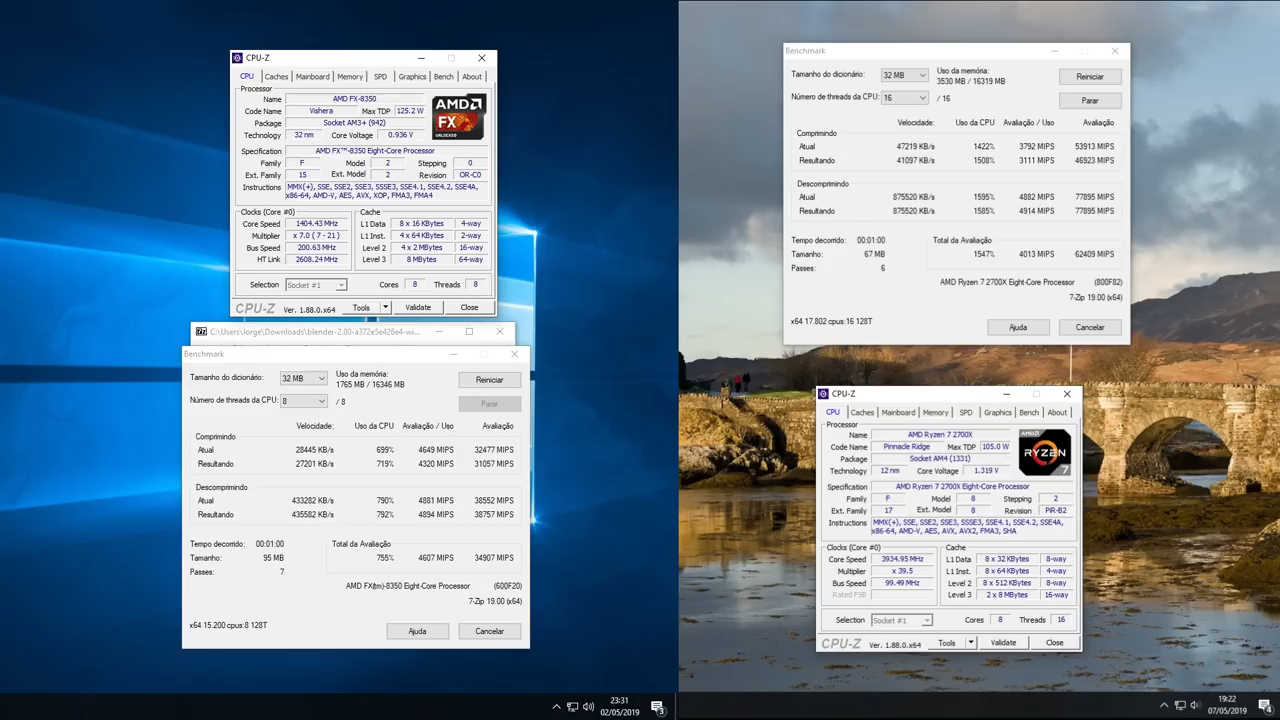 CPU-Z
CPU Caches Mainboard Memory SPD Graphics Bench About
Processor
Name AMD FX-8350
Code Name Vishera Max TDP 125.2 W
Package Socket AM3+ (942)
Technology 32 nm Core Voltage 0.936 V
AMD FX UNLOCKED
Specification AMD FX™-8350 Eight-Core Processor
Family F Model 2 Stepping 0
Ext. Family 15 Ext. Model 2 Revision OR-C0
Instructions MMX(+), SSE, SSE2, SSE3, SSSE3, SSE4.1, SSE4.2, SSE4A,
x86-64, AMD-V, AES, AVX, XOP, FMA3, FMA4
Clocks (Core #0)
Core Speed 1404.43 MHz
Multiplier x 7.0 ( 7 - 21 )
Bus Speed 200.63 MHz
HT Link 2608.24 MHz
Cache
L1 Data 8 x 16 KBytes 4-way
L1 Inst. 4 x 64 KBytes 2-way
Level 2 4 x 2 MBytes 16-way
Level 3 8 MBytes 64-way
Selection Socket #1 Cores 8 Threads 8
CPU-Z Ver. 1.88.0.x64 Tools Validate Close
C:\Users\Jorge\Downloads\blender-2.80-a372e5e426e4-wi...
Benchmark
Tamanho do dicionário: 32 MB Uso da memória:
1765 MB / 16346 MB Reiniciar
Número de threads da CPU: 8 / 8 Parar
Velocidade: Uso da CPU Avaliação / Uso Avaliação
Comprimindo
Atual 28445 KB/s 699% 4649 MIPS 32477 MIPS
Resultando 27201 KB/s 719% 4320 MIPS 31057 MIPS
Descomprimindo
Atual 433282 KB/s 790% 4881 MIPS 38552 MIPS
Resultando 435582 KB/s 792% 4894 MIPS 38757 MIPS
Tempo decorrido: 00:01:00 Total da Avaliação
Tamanho: 95 MB 755% 4607 MIPS 34907 MIPS
Passes: 7
AMD FX(tm)-8350 Eight-Core Processor (600F20)
7-Zip 19.00 (x64)
x64 15.200 cpus:8 128T
Ajuda Cancelar
23:31
02/05/2019
3
Benchmark
Tamanho do dicionário: 32 MB Uso da memória:
3530 MB / 16319 MB Reiniciar
Número de threads da CPU: 16 / 16 Parar
Velocidade: Uso da CPU Avaliação / Uso Avaliação
Comprimindo
Atual 47219 KB/s 1422% 3792 MIPS 53913 MIPS
Resultando 41097 KB/s 1508% 3111 MIPS 46923 MIPS
Descomprimindo
Atual 875520 KB/s 1595% 4882 MIPS 77895 MIPS
Resultando 875520 KB/s 1585% 4914 MIPS 77895 MIPS
Tempo decorrido: 00:01:00 Total da Avaliação
Tamanho: 67 MB 1547% 4013 MIPS 62409 MIPS
Passes: 6
AMD Ryzen 7 2700X Eight-Core Processor (800F82)
7-Zip 19.00 (x64)
x64 17.802 cpus:16 128T
Ajuda Cancelar
CPU-Z
CPU Caches Mainboard Memory SPD Graphics Bench About
Processor
Name AMD Ryzen 7 2700X
Code Name Pinnacle Ridge Max TDP 105.0 W
Package Socket AM4 (1331)
Technology 12 nm Core Voltage 1.319 V
AMD RYZEN 7
Specification AMD Ryzen 7 2700X Eight-Core Processor
Family F Model 8 Stepping 2
Ext. Family 17 Ext. Model 8 Revision PiR-B2
Instructions MMX(+), SSE, SSE2, SSE3, SSSE3, SSE4.1, SSE4.2, SSE4A,
x86-64, AMD-V, AES, AVX, AVX2, FMA3, SHA
Clocks (Core #0)
Core Speed 3934.95 MHz
Multiplier x 39.5
Bus Speed 99.49 MHz
Rated FSB
Cache
L1 Data 8 x 32 KBytes 8-way
L1 Inst. 8 x 64 KBytes 4-way
Level 2 8 x 512 KBytes 8-way
Level 3 2 x 8 MBytes 16-way
Selection Socket #1 Cores 8 Threads 16
CPU-Z Ver. 1.88.0.x64 Tools Validate Close
19:22
07/05/2019
4